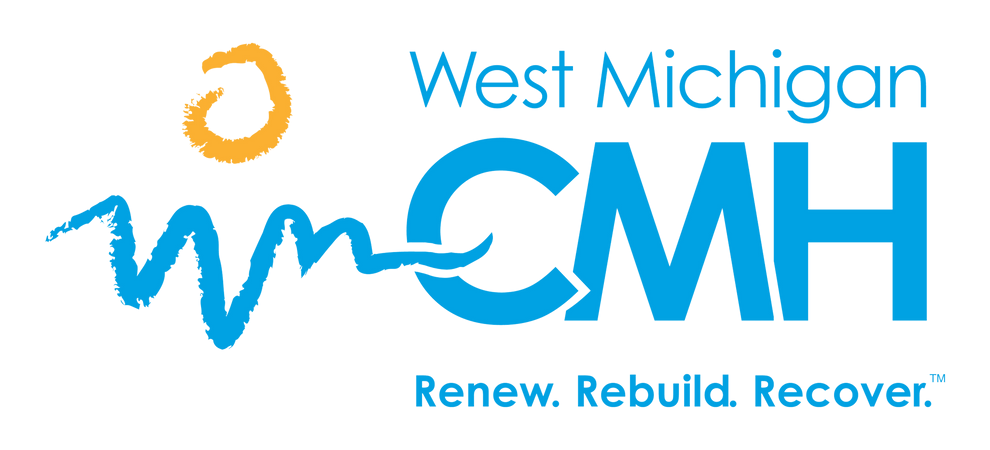 West Michigan
CMH
Renew. Rebuild. Recover.™